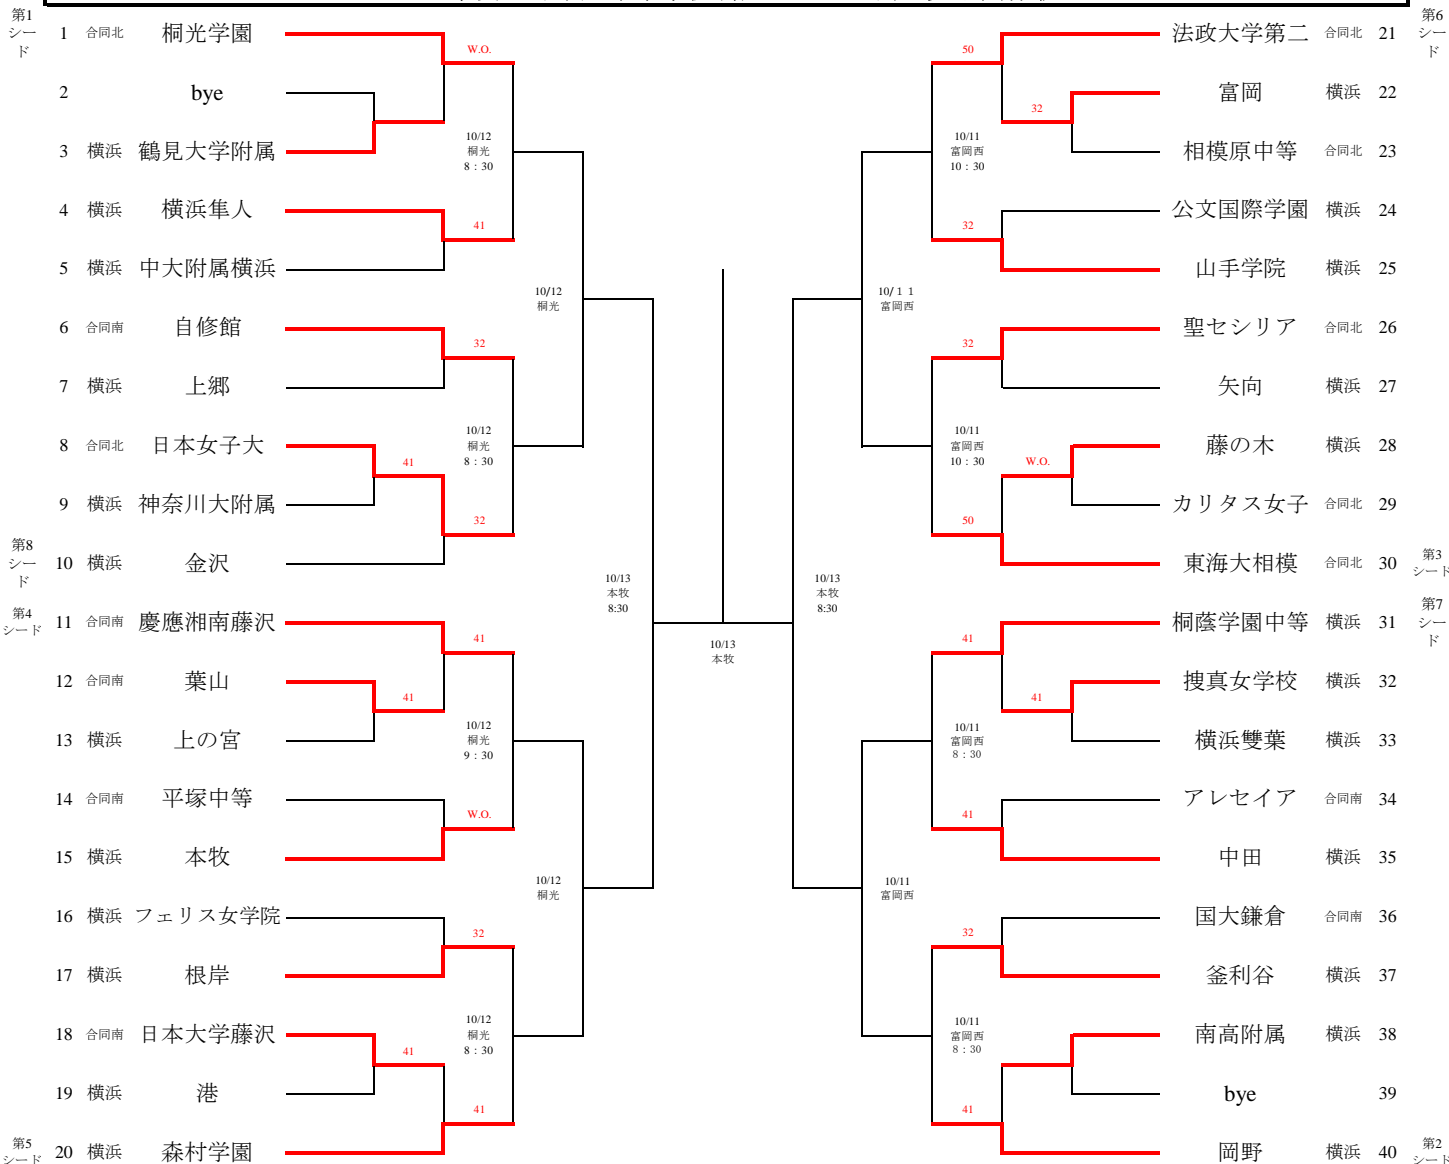 第1
シー
ド
1 合同北 桐光学園
2 bye
3 横浜 鶴見大学附属
4 横浜 横浜隼人
5 横浜 中大附属横浜
6 合同南 自修館
7 横浜 上郷
8 合同北 日本女子大
9 横浜 神奈川大附属
第8
シー
ド
10 横浜 金沢
第4
シード
11 合同南 慶應湘南藤沢
12 合同南 葉山
13 横浜 上の宮
14 合同南 平塚中等
15 横浜 本牧
16 横浜 フェリス女学院
17 横浜 根岸
18 合同南 日本大学藤沢
19 横浜 港
第5
シード
20 横浜 森村学園
W.O.
41
32
41
32
41
41
W.O.
32
41
41
10/12
桐光
8：30
10/12
桐光
8：30
10/12
桐光
9：30
10/12
桐光
8：30
10/12
桐光
10/12
桐光
10/13
本牧
8:30
10/13
本牧
10/13
本牧
8:30
10/１１
富岡西
10/11
富岡西
10/11
富岡西
10：30
10/11
富岡西
10：30
10/11
富岡西
8：30
10/11
富岡西
8：30
50
32
32
32
W.O.
50
41
41
41
32
41
法政大学第二 合同北 21
第6
シー
ド
富岡 横浜 22
相模原中等 合同北 23
公文国際学園 横浜 24
山手学院 横浜 25
聖セシリア 合同北 26
矢向 横浜 27
藤の木 横浜 28
カリタス女子 合同北 29
東海大相模 合同北 30
第3
シード
桐蔭学園中等 横浜 31
第7
シー
ド
捜真女学校 横浜 32
横浜雙葉 横浜 33
アレセイア 合同南 34
中田 横浜 35
国大鎌倉 合同南 36
釜利谷 横浜 37
南高附属 横浜 38
bye 39
岡野 横浜 40
第2
シード